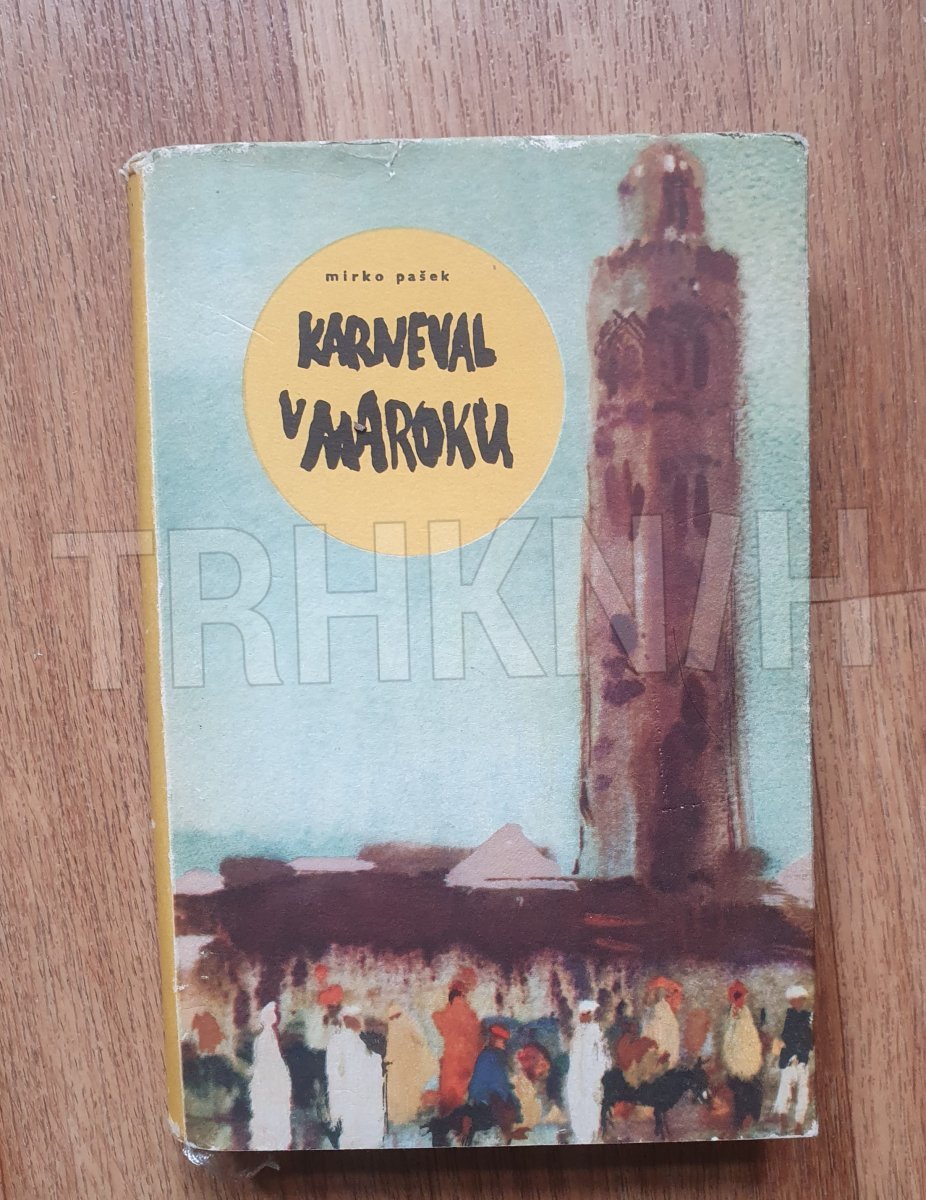 mirko pašek
KARNEVAL
v MAROKU
TRHKNIH